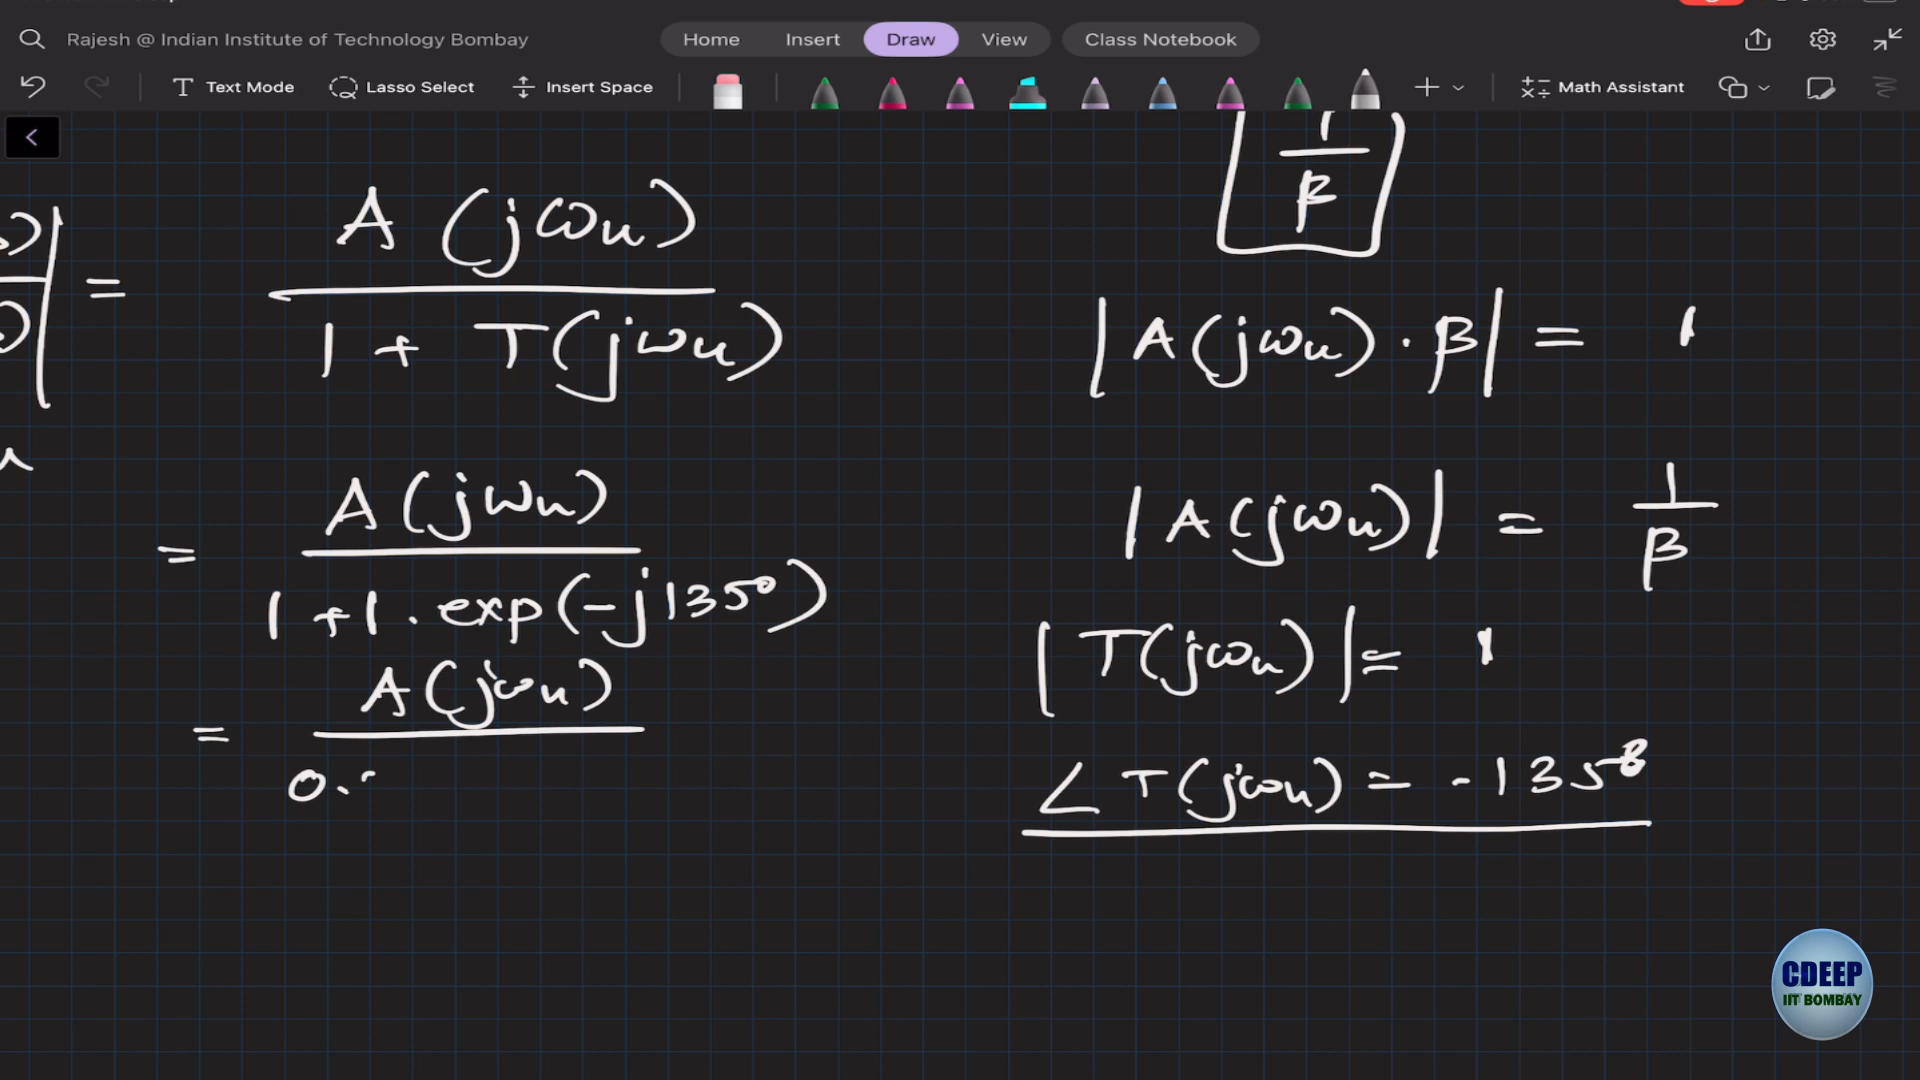 Rajesh @ Indian Institute of Technology Bombay
Home Insert Draw View Class Notebook
Text Mode Lasso Select Insert Space Math Assistant
1/β
= A(jωu) / 1 + T(jωu)
|A(jωu) · β| = 1
= A(jωu) / 1 + 1 . exp(-j135°)
|A(jωu)| = 1/β
|T(jωu)| = 1
= A(jωu) / 0.
∠T(jωu) = -135°
CDEEP
IIT BOMBAY